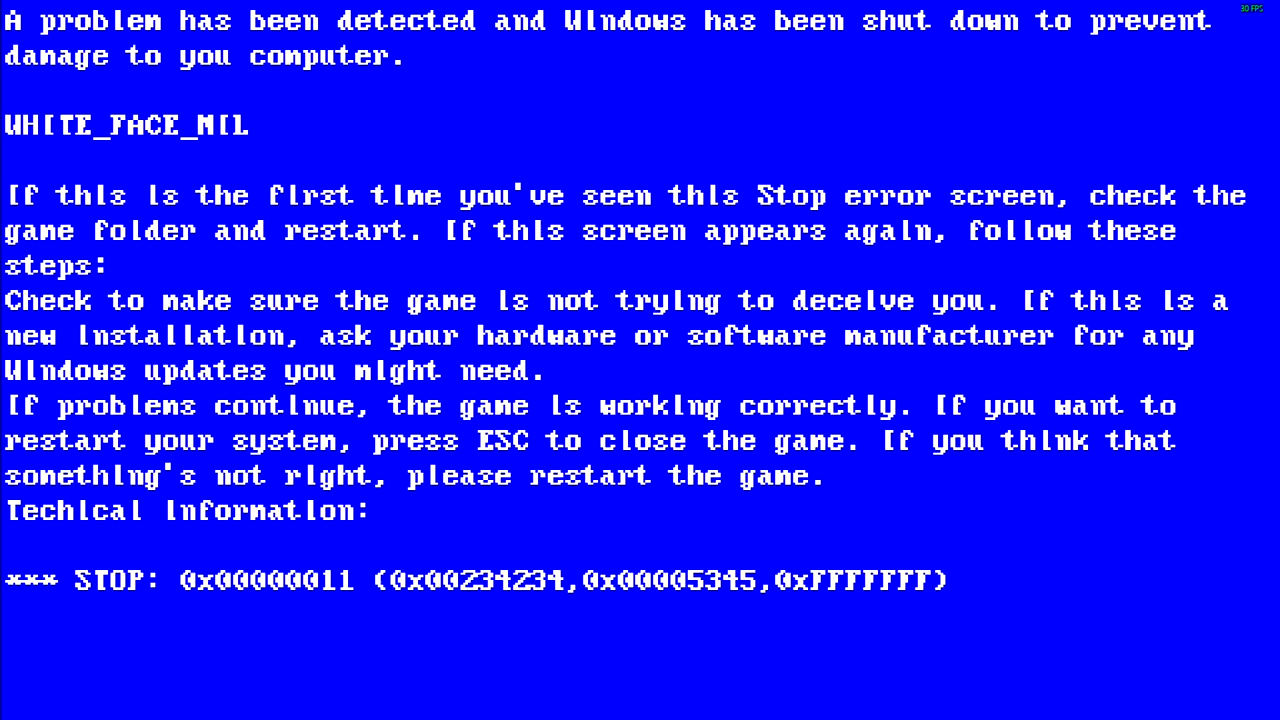 A problem has been detected and Windows has been shut down to prevent
damage to you computer.
WHITE_FACE_MIL
If this is the first time you've seen this Stop error screen, check the
game folder and restart. If this screen appears again, follow these
steps:
Check to make sure the game is not trying to deceive you. If this is a
new installation, ask your hardware or software manufacturer for any
Windows updates you might need.
If problems continue, the game is working correctly. If you want to
restart your system, press ESC to close the game. If you think that
something's not right, please restart the game.
Techical information:
*** STOP: 0x00000011 (0x00234234,0x00005345,0xFFFFFFF)
30 FPS